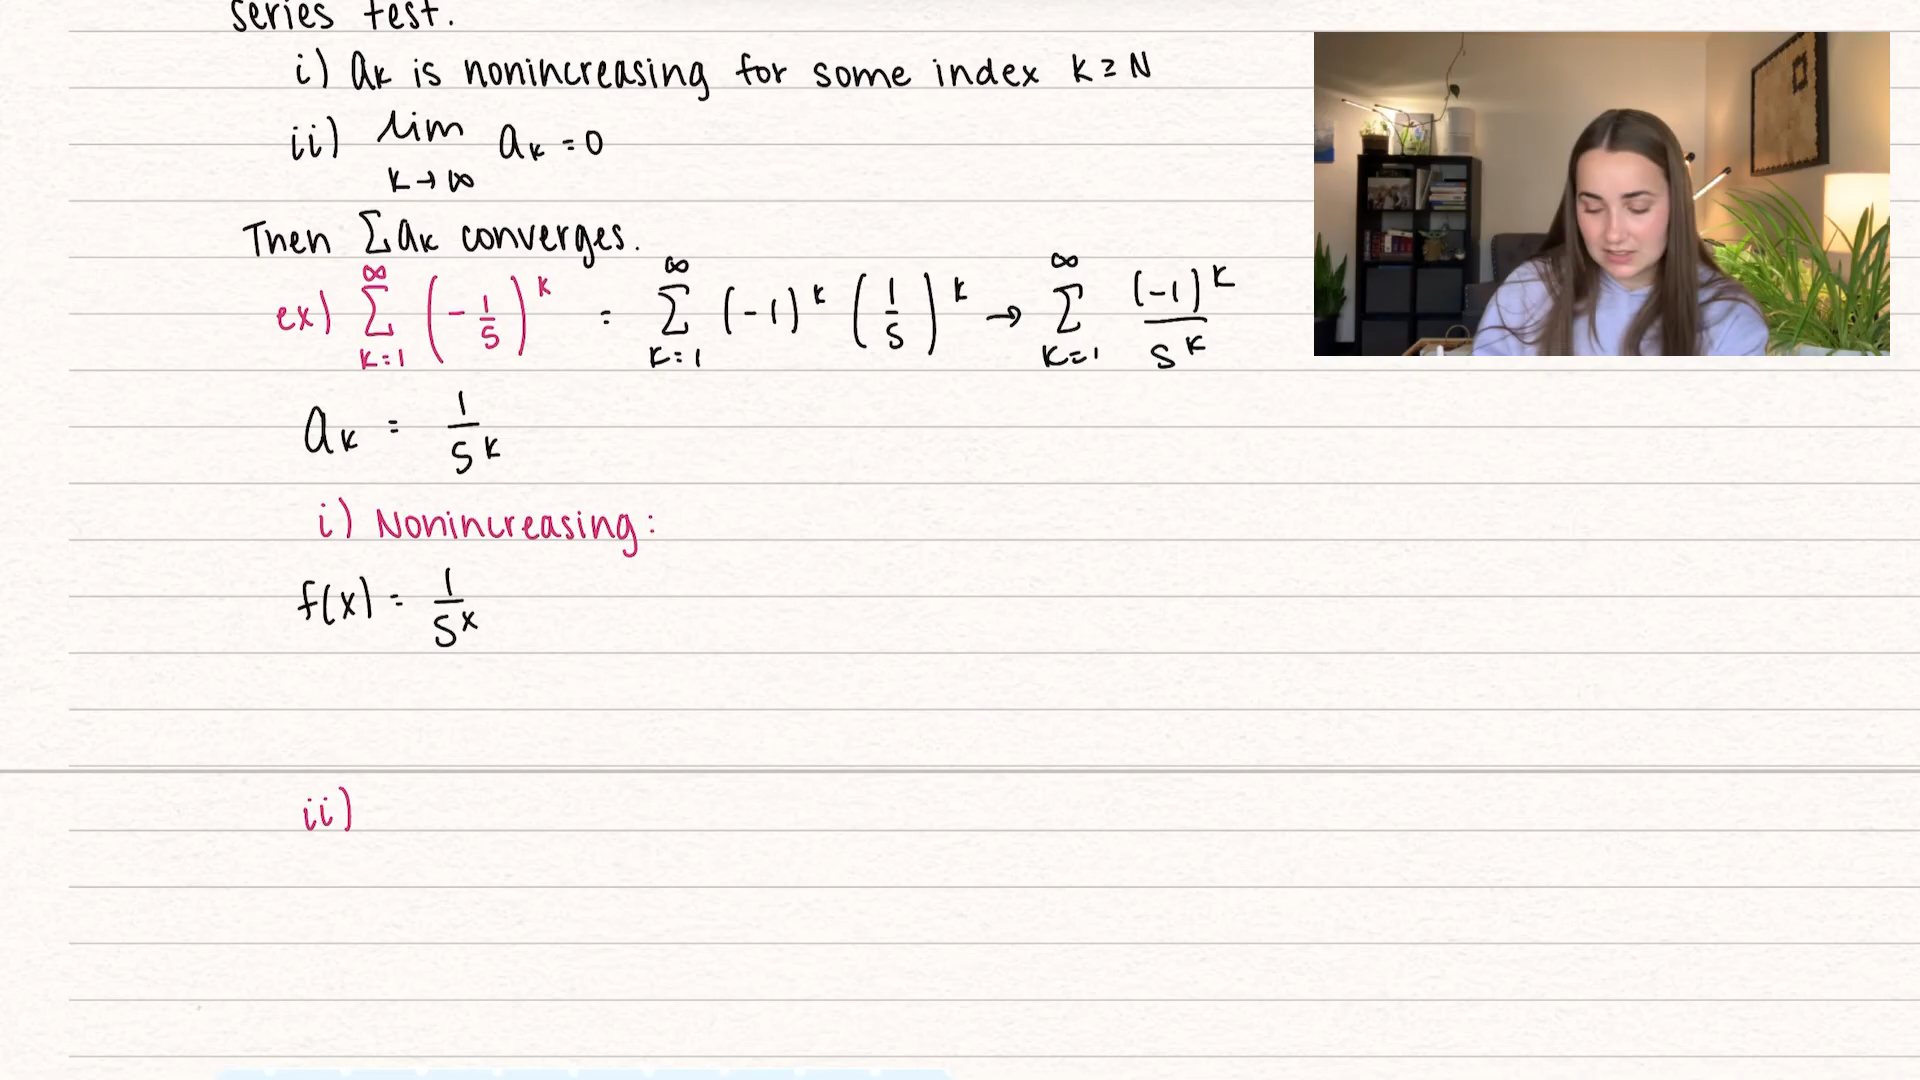 series test.
i) aₖ is nonincreasing for some index k ≥ N
ii) lim aₖ = 0
k → ∞
Then Σaₖ converges.
ex) ∞ Σ k=1 (-1/5)^k = ∞ Σ k=1 (-1)^k (1/5)^k → ∞ Σ k=1 (-1)^k / 5^k
aₖ = 1/5^k
i) Nonincreasing:
f(x) = 1/5^x
ii)